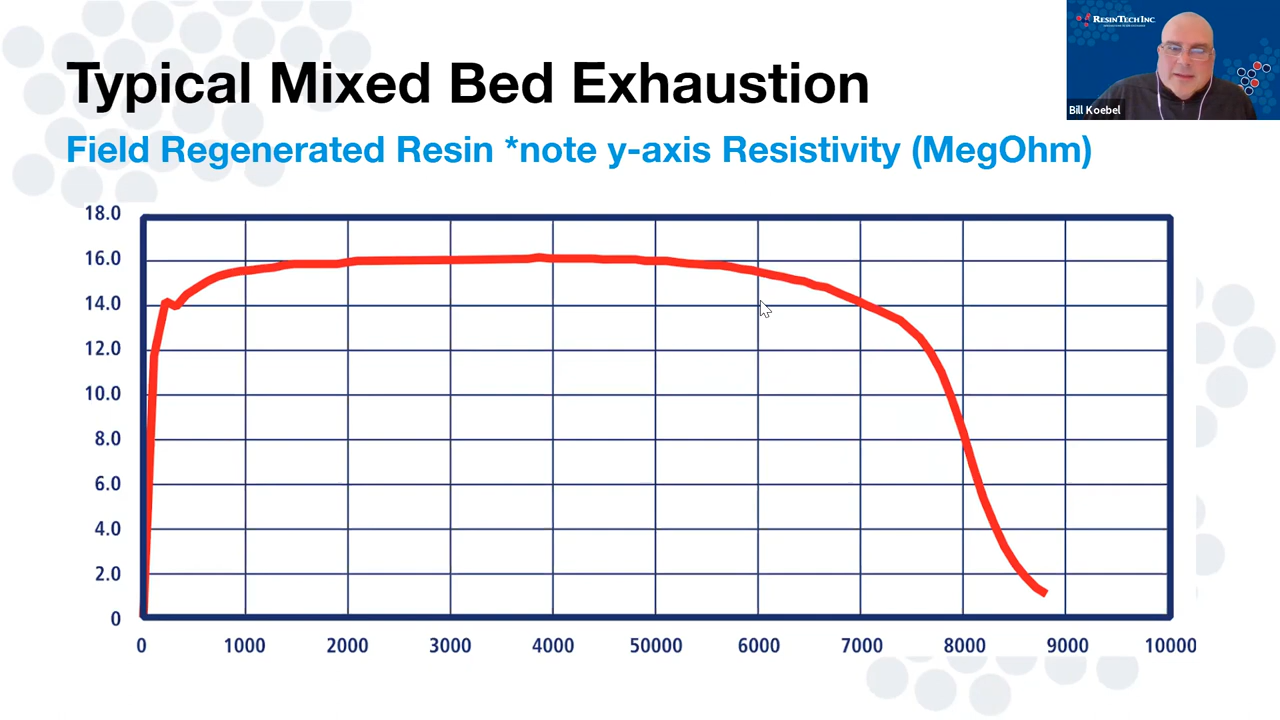 RESINTECH INC
Bill Koebel
Typical Mixed Bed Exhaustion
Field Regenerated Resin *note y-axis Resistivity (MegOhm)
18.0
16.0
14.0
12.0
10.0
8.0
6.0
4.0
2.0
0
0 1000 2000 3000 4000 50000 6000 7000 8000 9000 10000